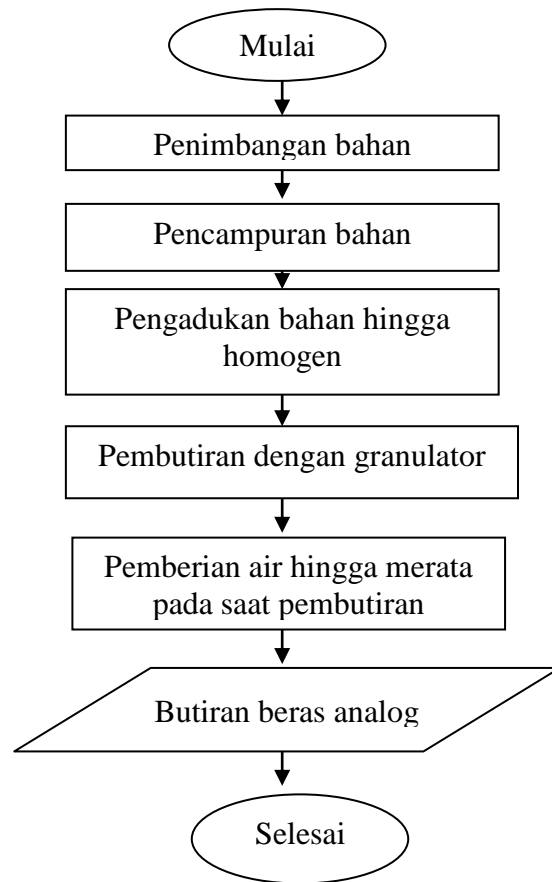 Mulai
Penimbangan bahan
Pencampuran bahan
Pengadukan bahan hingga
homogen
Pembutiran dengan granulator
Pemberian air hingga merata
pada saat pembutiran
Butiran beras analog
Selesai